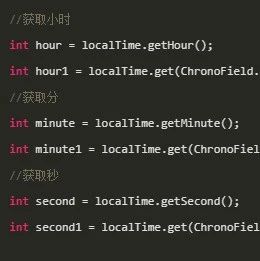 //获取小时
int hour = localTime.getHour();
int hour1 = localTime.get(ChronoField.
//获取分
int minute = localTime.getMinute();
int minute1 = localTime.get(ChronoFiel
//获取秒
int second = localTime.getSecond();
int second1 = localTime.get(ChronoFiel